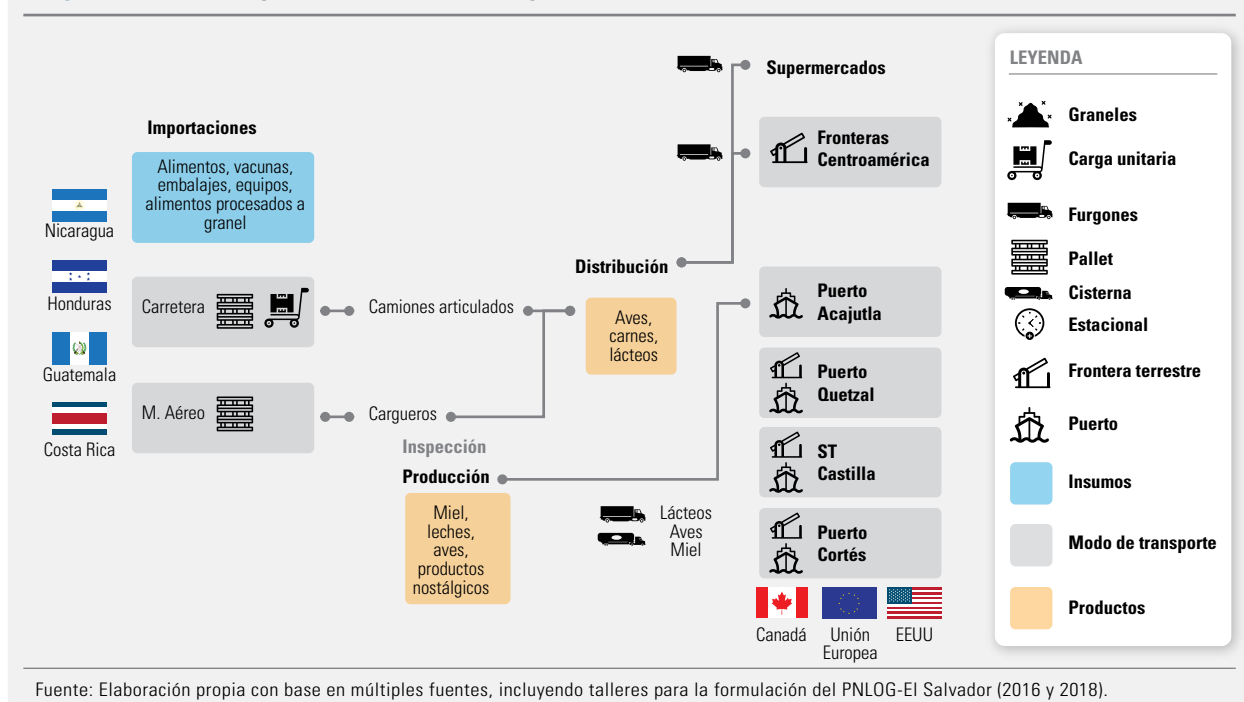 Importaciones
Alimentos, vacunas,
embalajes, equipos,
alimentos procesados a
granel
Nicaragua
Honduras
Guatemala
Costa Rica
Carretera
Camiones articulados
M. Aéreo
Cargueros
Inspección
Producción
Miel,
leches,
aves,
productos
nostálgicos
Distribución
Aves,
carnes,
lácteos
Lácteos
Aves
Miel
Supermercados
Fronteras
Centroamérica
Puerto
Acajutla
Puerto
Quetzal
ST
Castilla
Puerto
Cortés
Canadá
Unión
Europea
EEUU
LEYENDA
Graneles
Carga unitaria
Furgones
Pallet
Cisterna
Estacional
Frontera terrestre
Puerto
Insumos
Modo de transporte
Productos
Fuente: Elaboración propia con base en múltiples fuentes, incluyendo talleres para la formulación del PNLOG-El Salvador (2016 y 2018).